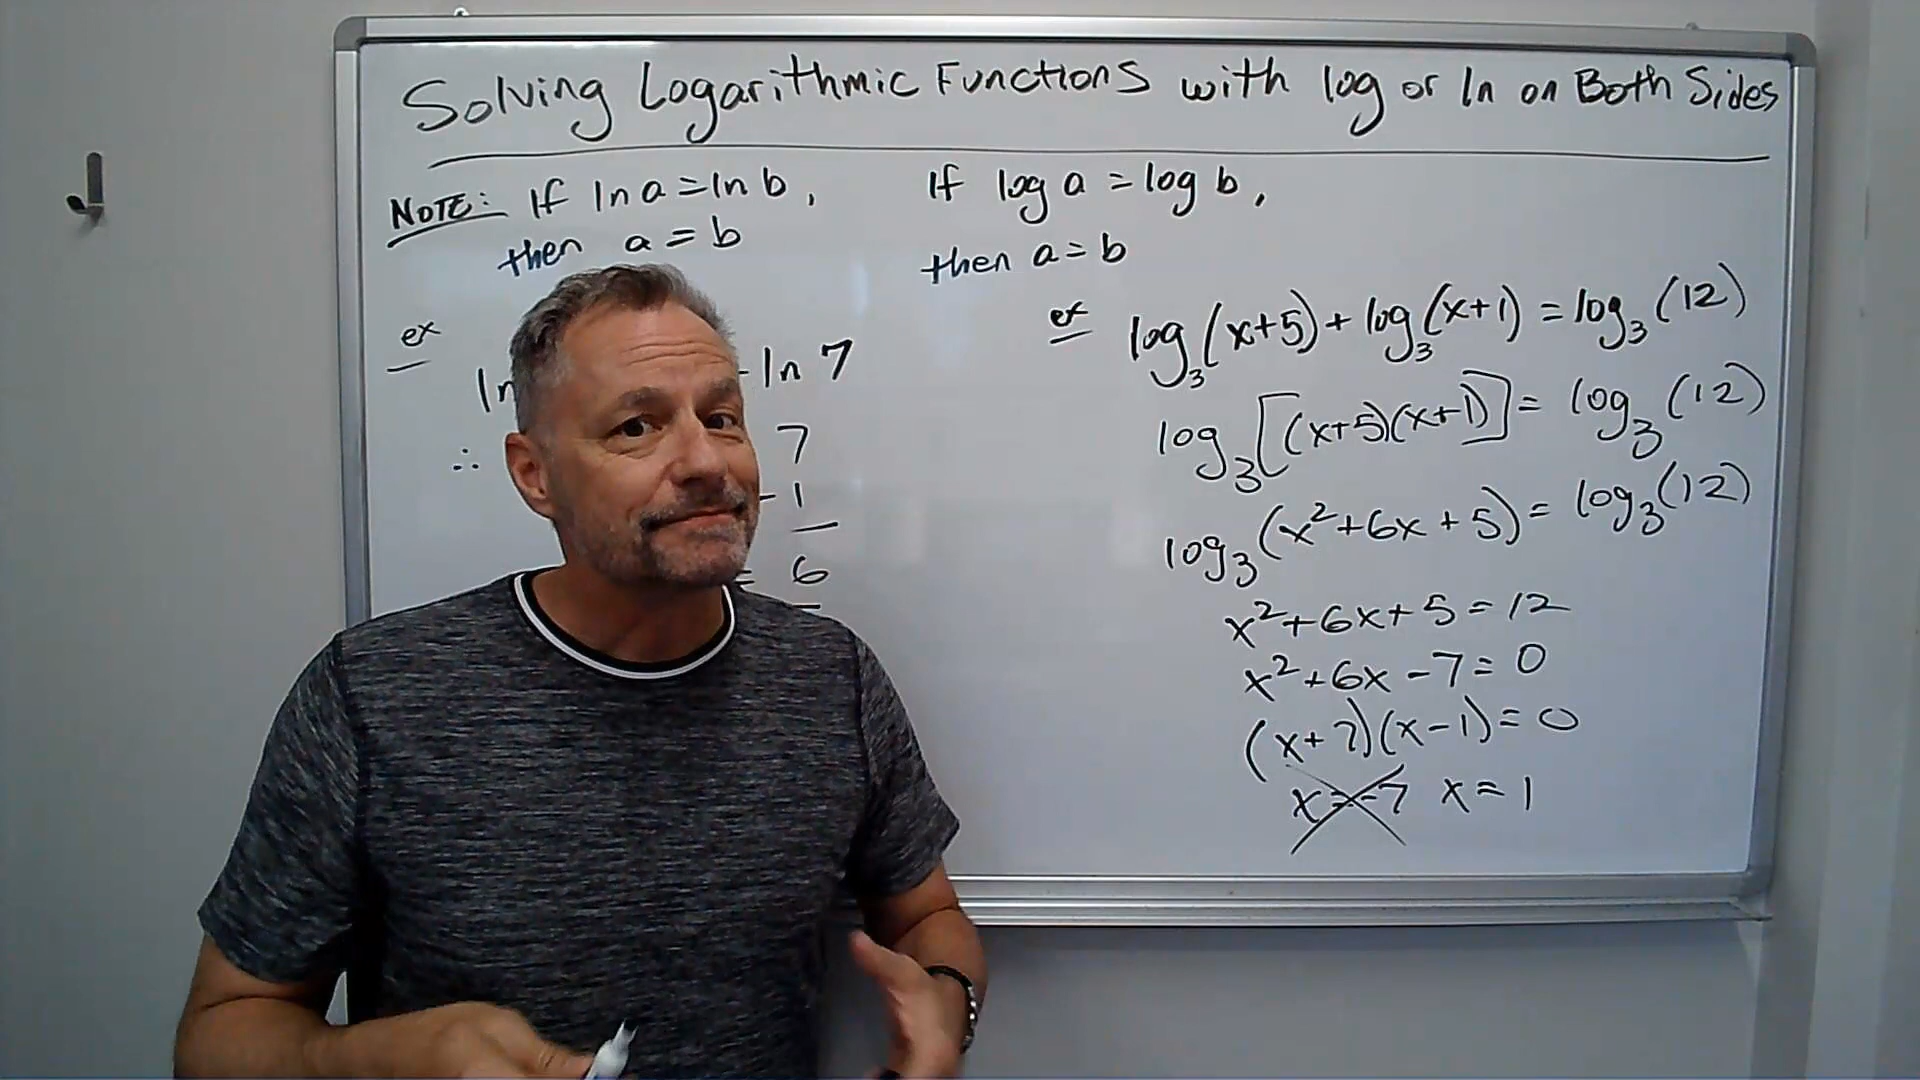 Solving Logarithmic Functions with log or ln on Both Sides
NOTE: If ln a = ln b,
then a = b
If log a = log b,
then a = b
ex
ln 7
∴ 7
- 1
= 6
ex log₃(x+5) + log₃(x+1) = log₃(12)
log₃[(x+5)(x+1)] = log₃(12)
log₃(x²+6x+5) = log₃(12)
x²+6x+5 = 12
x²+6x-7 = 0
(x+7)(x-1) = 0
x = -7 x = 1